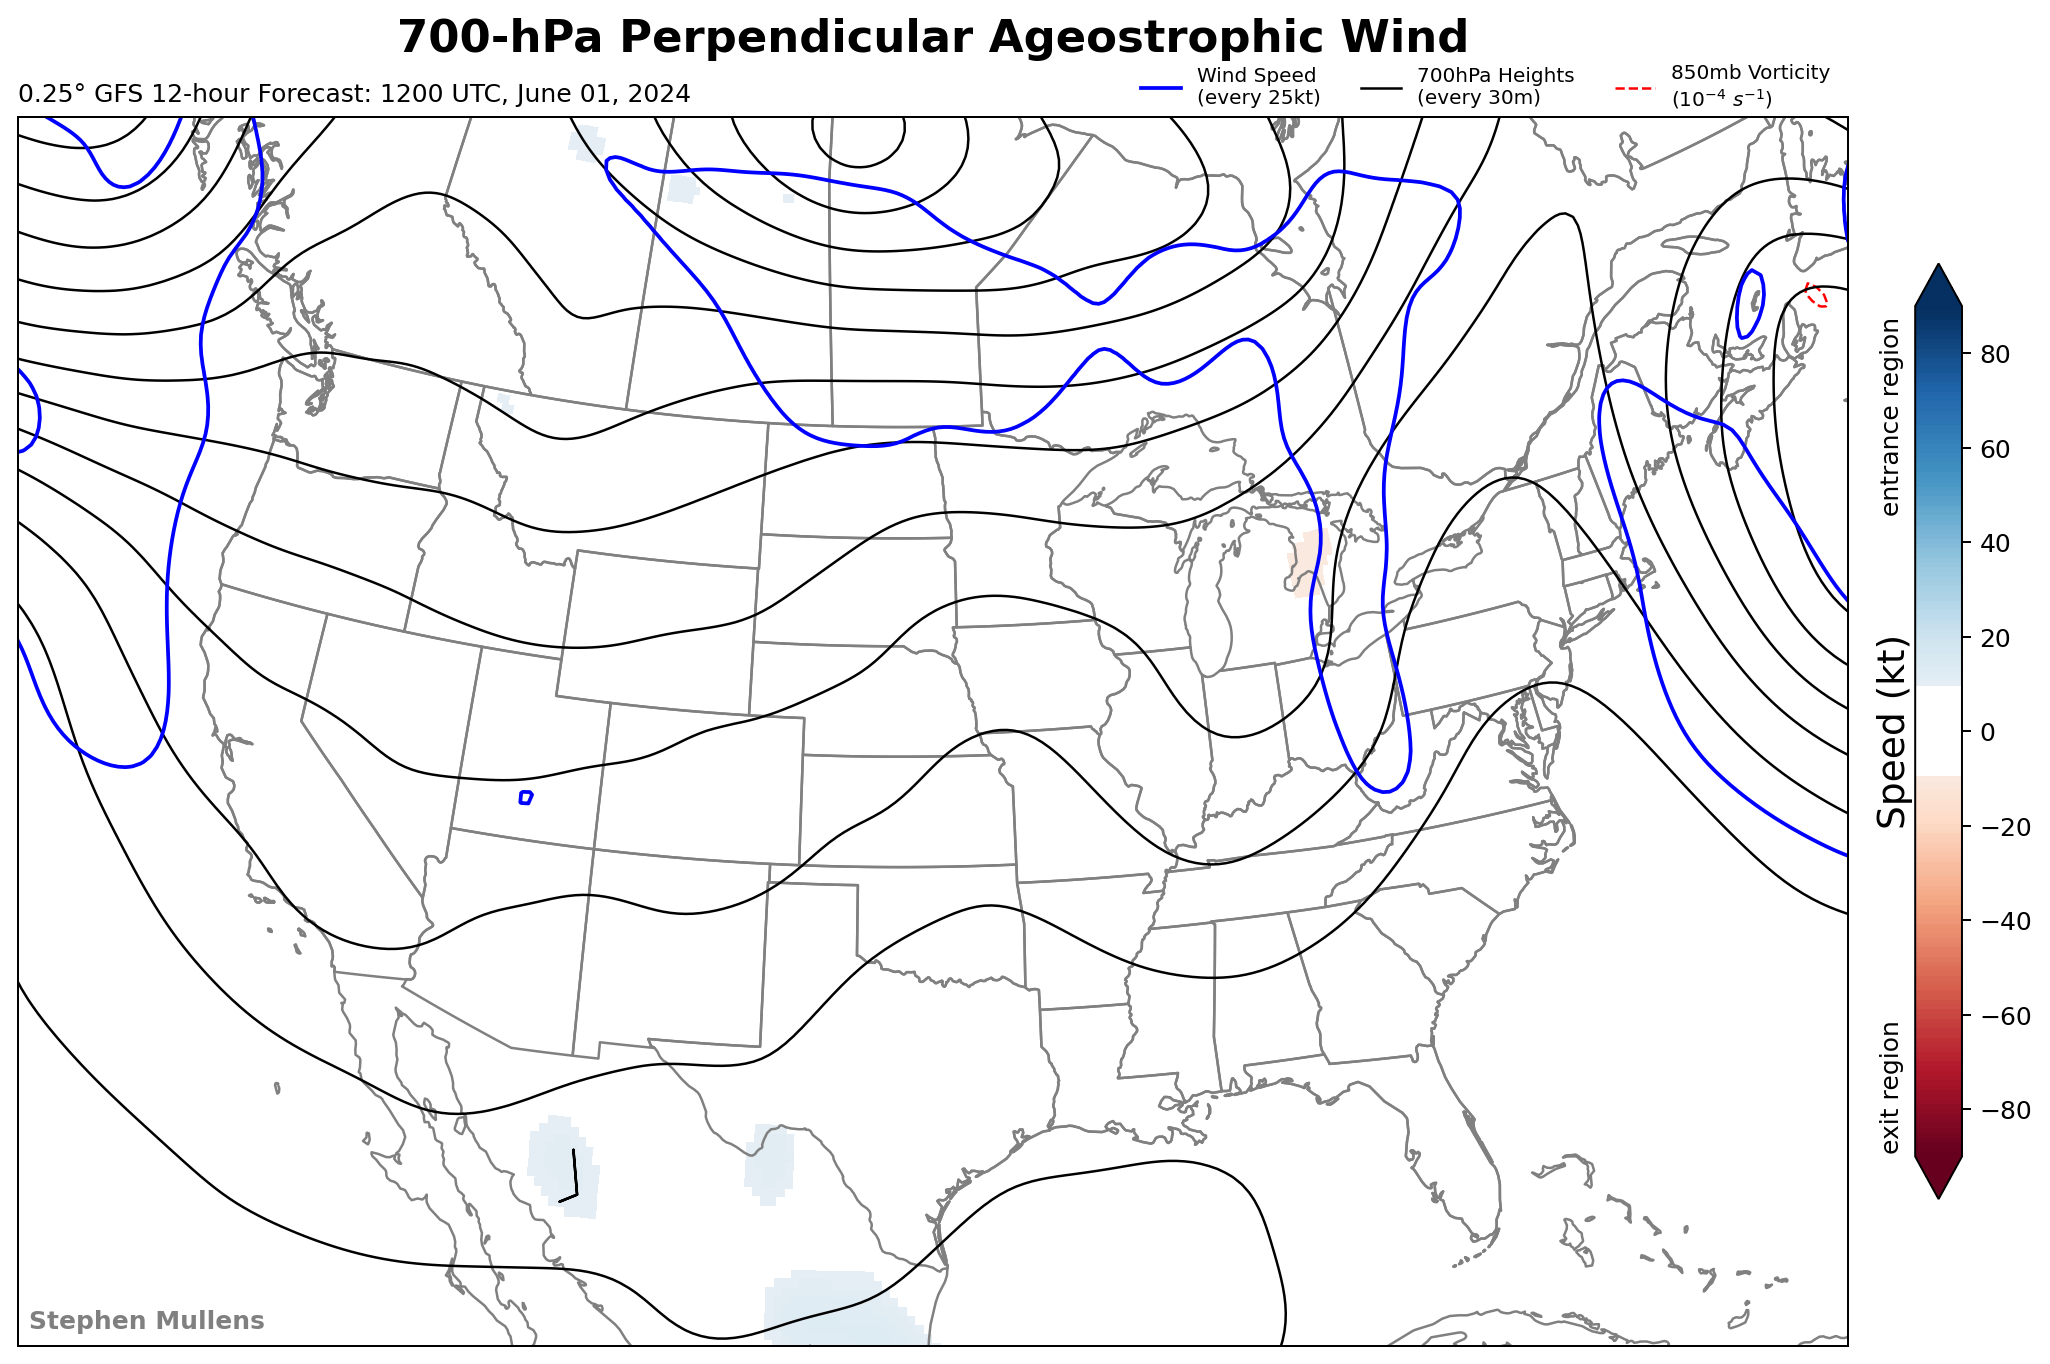 700-hPa Perpendicular Ageostrophic Wind
0.25° GFS 12-hour Forecast: 1200 UTC, June 01, 2024
Wind Speed
(every 25kt)
700hPa Heights
(every 30m)
850mb Vorticity
(10⁻⁴ s⁻¹)
entrance region
Speed (kt)
exit region
80
60
40
20
0
−20
−40
−60
−80
Stephen Mullens